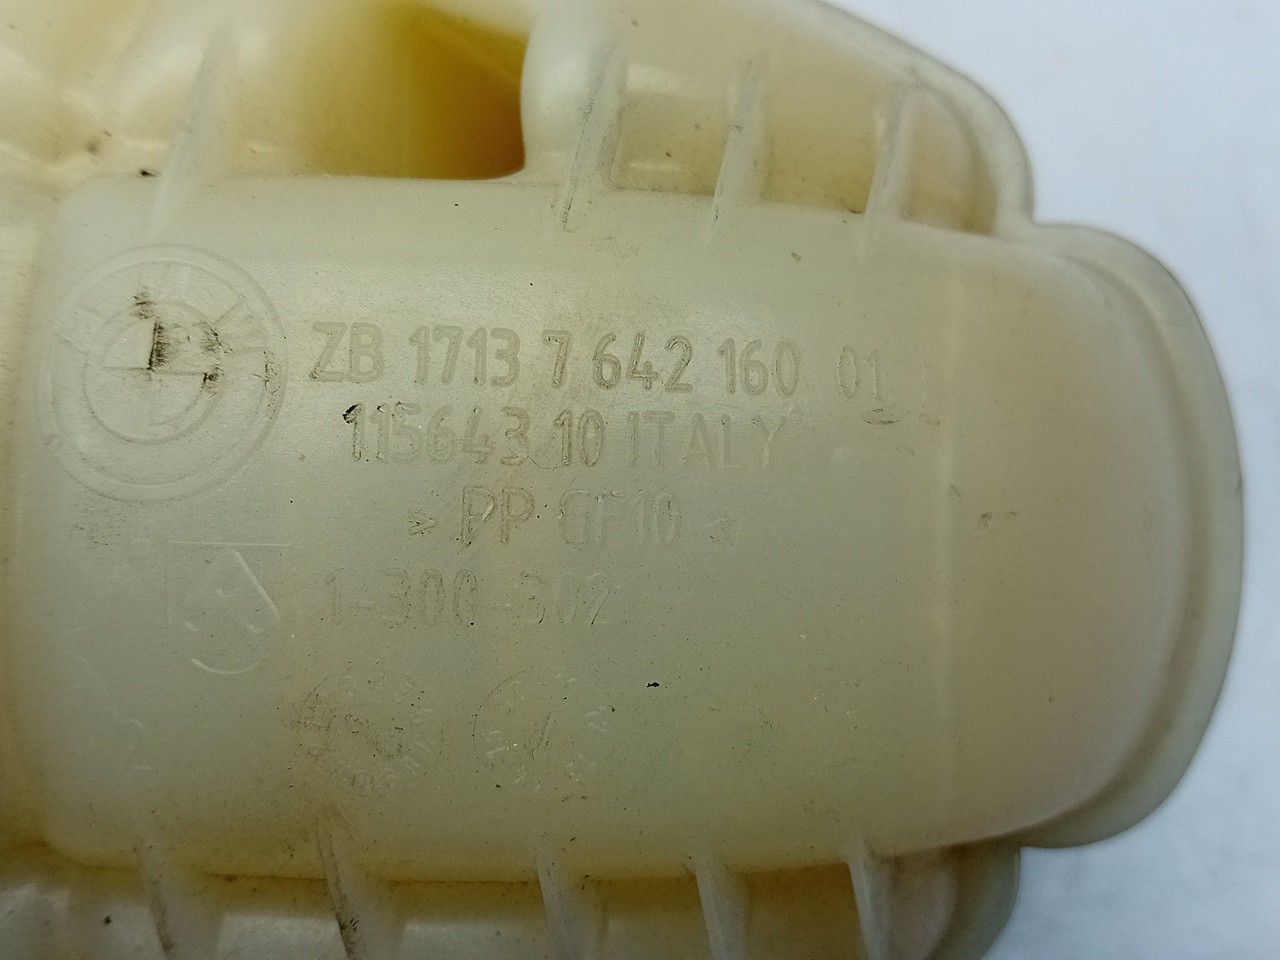 ZB 1713 7 642 160 01
115643 10 ITALY
> PP GF10 <
1-300-302